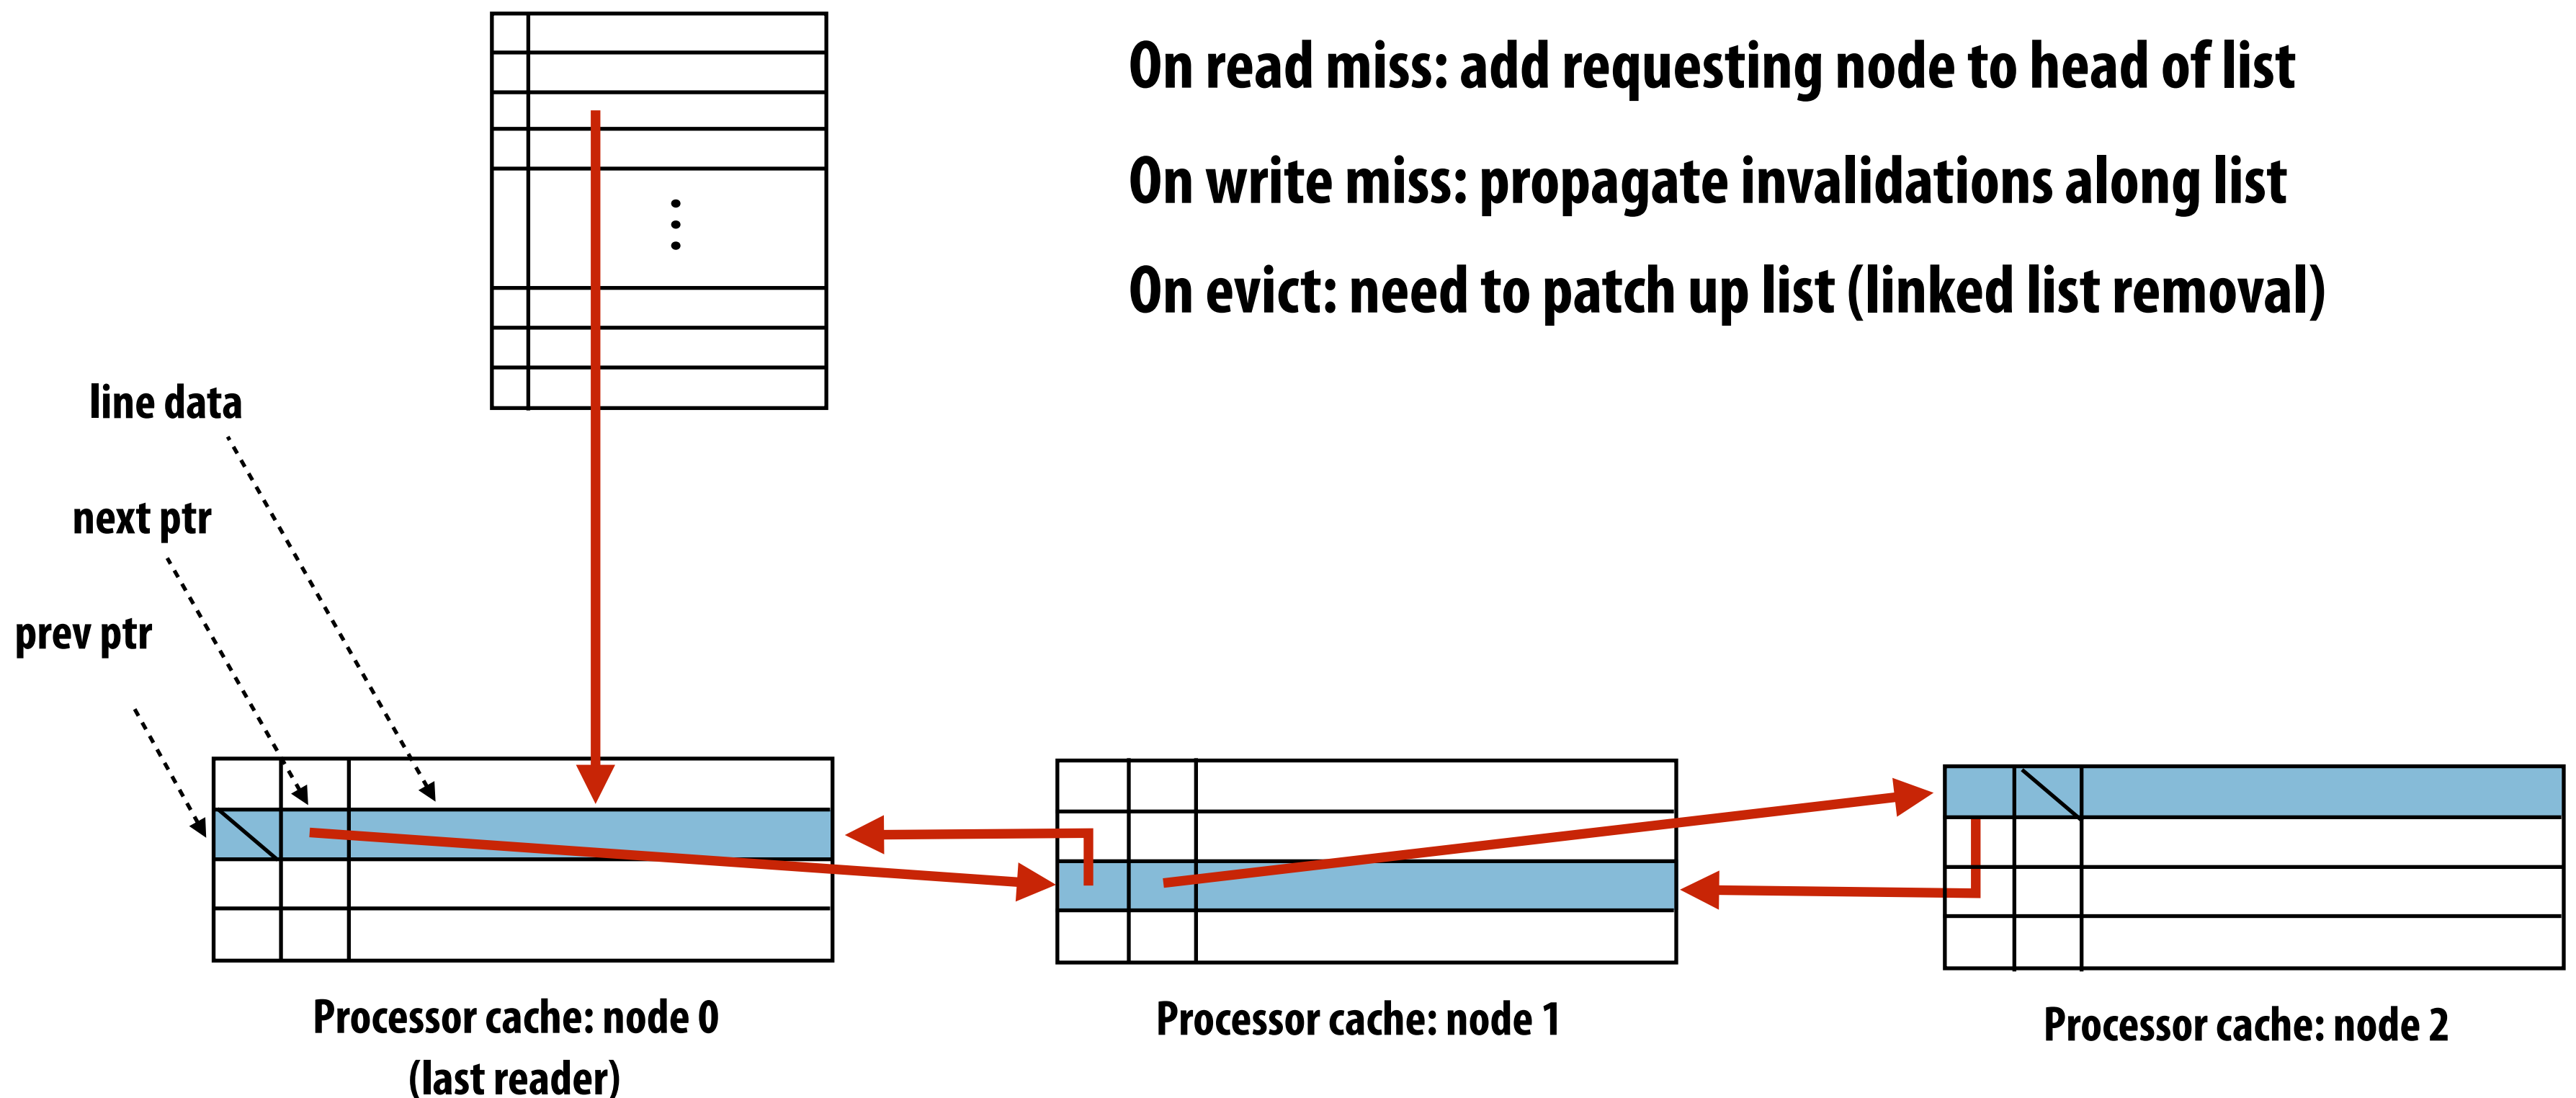 On read miss: add requesting node to head of list
On write miss: propagate invalidations along list
On evict: need to patch up list (linked list removal)
line data
next ptr
prev ptr
Processor cache: node 0
(last reader)
Processor cache: node 1
Processor cache: node 2